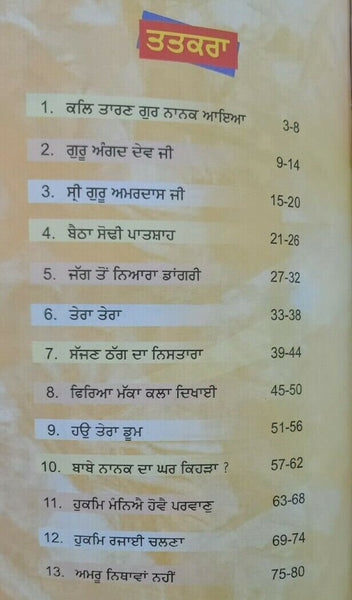 ਤਤਕਰਾ
1. ਕਲਿ ਤਾਰਣ ਗੁਰ ਨਾਨਕ ਆਇਆ 3-8
2. ਗੁਰੂ ਅੰਗਦ ਦੇਵ ਜੀ 9-14
3. ਸ੍ਰੀ ਗੁਰੂ ਅਮਰਦਾਸ ਜੀ 15-20
4. ਬੈਠਾ ਸੋਢੀ ਪਾਤਸ਼ਾਹ 21-26
5. ਜੱਗ ਤੋਂ ਨਿਆਰਾ ਡਾਂਗਰੀ 27-32
6. ਤੇਰਾ ਤੇਰਾ 33-38
7. ਸੱਜਣ ਠੱਗ ਦਾ ਨਿਸਤਾਰਾ 39-44
8. ਫਿਰਿਆ ਮੱਕਾ ਕਲਾ ਦਿਖਾਈ 45-50
9. ਹਉ ਤੇਰਾ ਡੂਮ 51-56
10. ਬਾਬੇ ਨਾਨਕ ਦਾ ਘਰ ਕਿਹੜਾ ? 57-62
11. ਹੁਕਮਿ ਮੰਨਿਐ ਹੋਵੈ ਪਰਵਾਣੁ 63-68
12. ਹੁਕਮਿ ਰਜਾਈ ਚਲਣਾ 69-74
13. ਅਮਰੂ ਨਿਥਾਵਾਂ ਨਹੀਂ 75-80